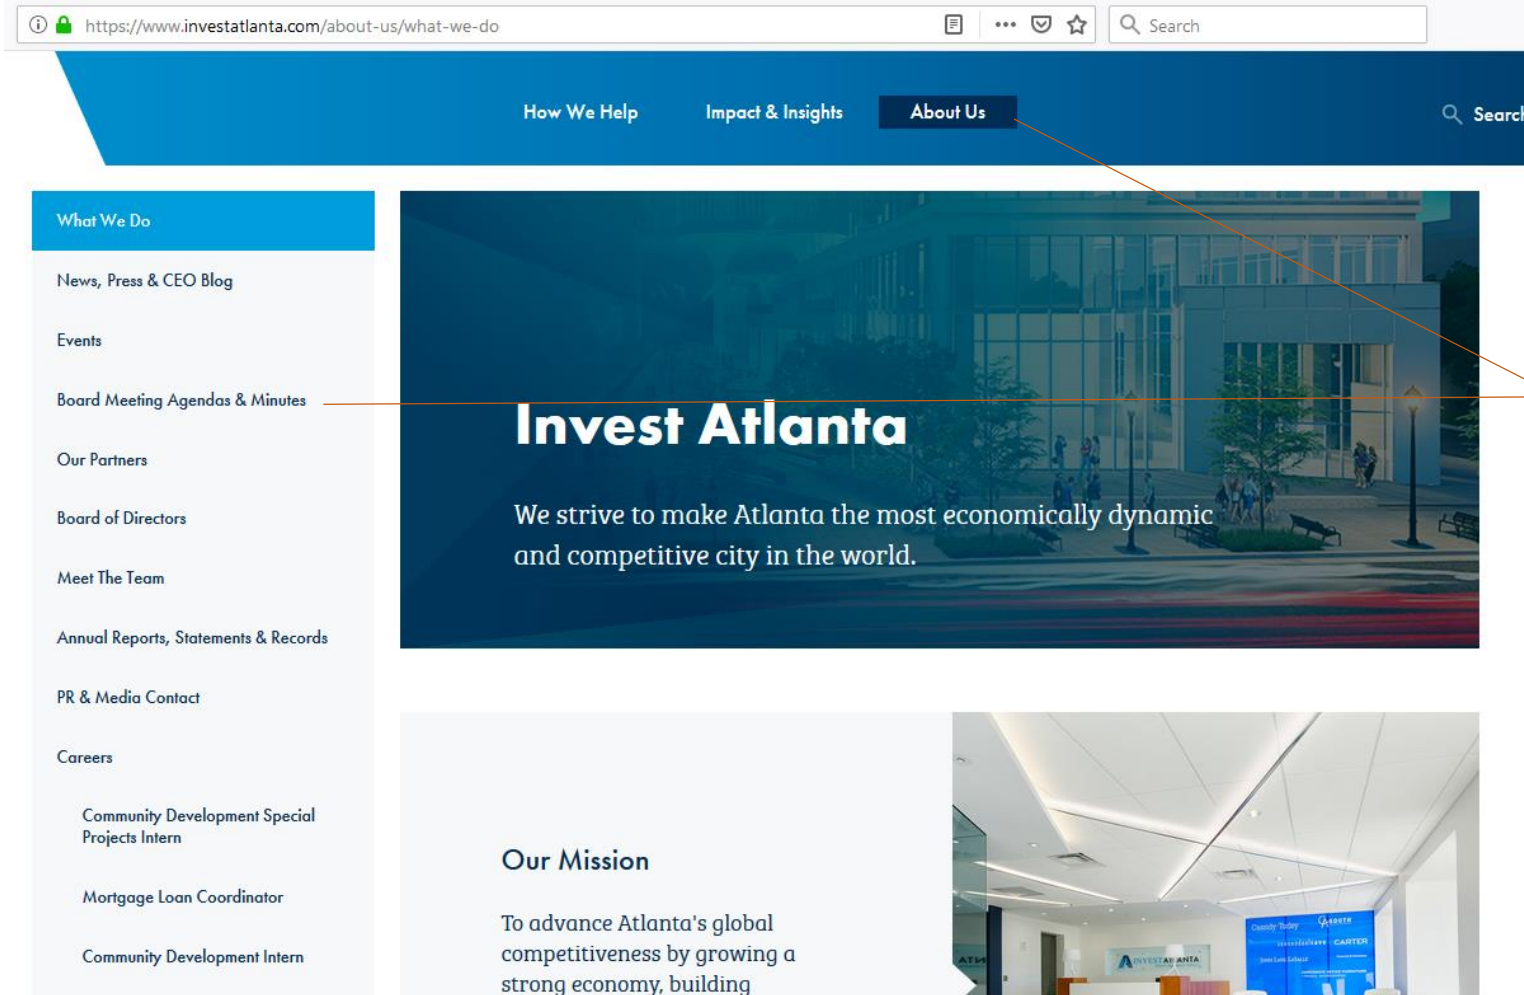 https://www.investatlanta.com/about-us/what-we-do
Search
How We Help
Impact & Insights
About Us
Search
What We Do
News, Press & CEO Blog
Events
Board Meeting Agendas & Minutes
Our Partners
Board of Directors
Meet The Team
Annual Reports, Statements & Records
PR & Media Contact
Careers
Community Development Special
Projects Intern
Mortgage Loan Coordinator
Community Development Intern
Invest Atlanta
We strive to make Atlanta the most economically dynamic
and competitive city in the world.
Our Mission
To advance Atlanta's global
competitiveness by growing a
strong economy, building
INVEST ATLANTA
CARTER